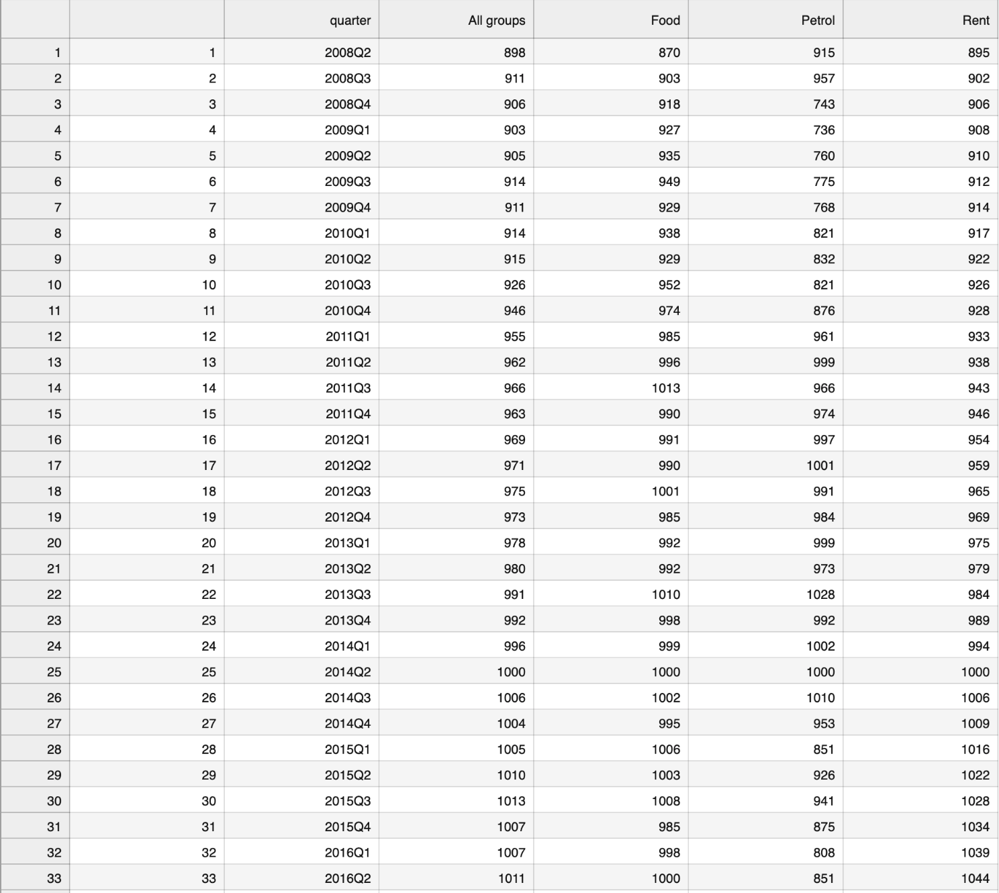 quarter All groups Food Petrol Rent
1 1 2008Q2 898 870 915 895
2 2 2008Q3 911 903 957 902
3 3 2008Q4 906 918 743 906
4 4 2009Q1 903 927 736 908
5 5 2009Q2 905 935 760 910
6 6 2009Q3 914 949 775 912
7 7 2009Q4 911 929 768 914
8 8 2010Q1 914 938 821 917
9 9 2010Q2 915 929 832 922
10 10 2010Q3 926 952 821 926
11 11 2010Q4 946 974 876 928
12 12 2011Q1 955 985 961 933
13 13 2011Q2 962 996 999 938
14 14 2011Q3 966 1013 966 943
15 15 2011Q4 963 990 974 946
16 16 2012Q1 969 991 997 954
17 17 2012Q2 971 990 1001 959
18 18 2012Q3 975 1001 991 965
19 19 2012Q4 973 985 984 969
20 20 2013Q1 978 992 999 975
21 21 2013Q2 980 992 973 979
22 22 2013Q3 991 1010 1028 984
23 23 2013Q4 992 998 992 989
24 24 2014Q1 996 999 1002 994
25 25 2014Q2 1000 1000 1000 1000
26 26 2014Q3 1006 1002 1010 1006
27 27 2014Q4 1004 995 953 1009
28 28 2015Q1 1005 1006 851 1016
29 29 2015Q2 1010 1003 926 1022
30 30 2015Q3 1013 1008 941 1028
31 31 2015Q4 1007 985 875 1034
32 32 2016Q1 1007 998 808 1039
33 33 2016Q2 1011 1000 851 1044